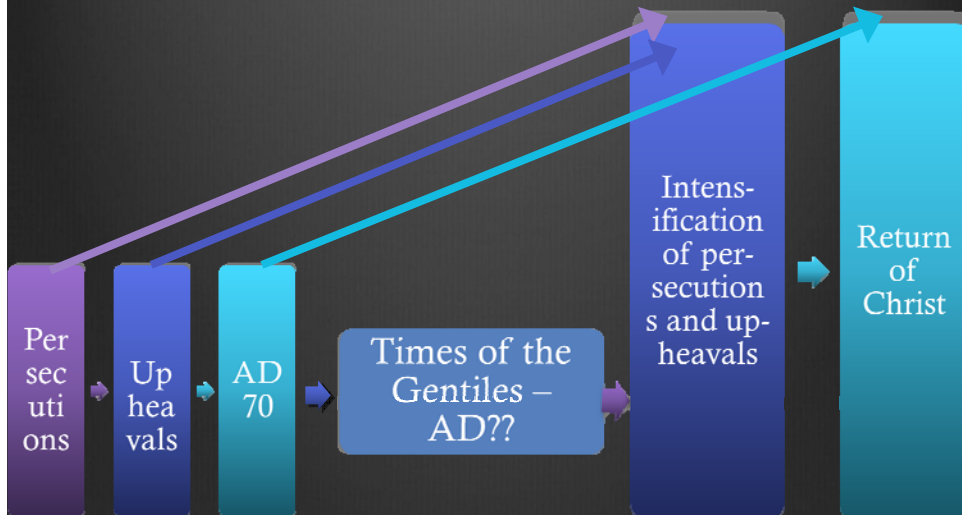 Per
sec
uti
ons
Up
hea
vals
AD
70
Times of the
Gentiles –
AD??
Intens-
ification
of per-
secution
s and up-
heavals
Return
of
Christ